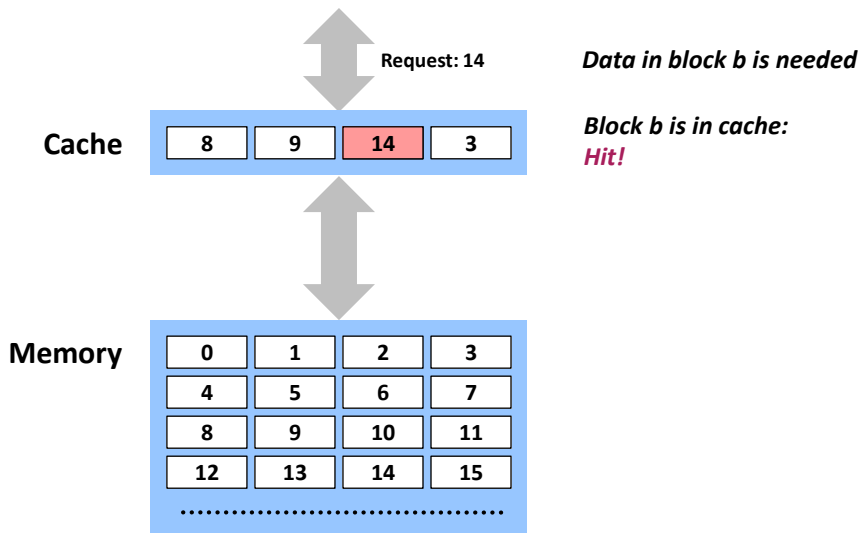 Request: 14
Data in block b is needed
Cache
8 9 14 3
Block b is in cache:
Hit!
Memory
0 1 2 3
4 5 6 7
8 9 10 11
12 13 14 15